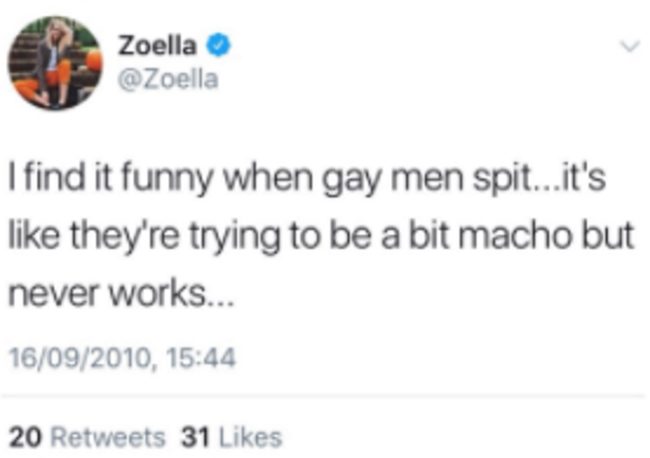 Zoella
@Zoella
I find it funny when gay men spit...it's
like they're trying to be a bit macho but
never works...
16/09/2010, 15:44
20 Retweets 31 Likes